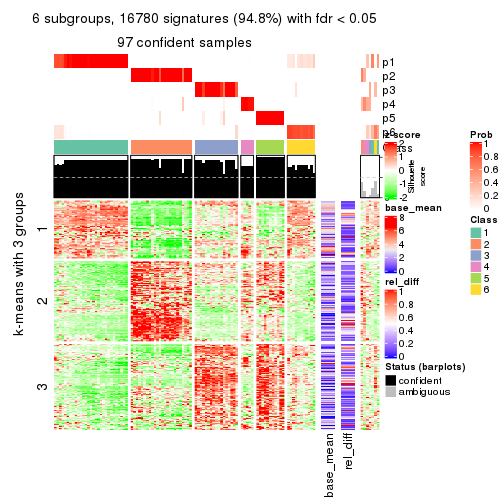 6 subgroups, 16780 signatures (94.8%) with fdr < 0.05
97 confident samples
p1
p2
p3
p4
p5
p6
Class
z-score
2
1
0
-1
-2
Silhouette
score
Prob
1
0.8
0.6
0.4
0.2
0
k-means with 3 groups
1
2
3
base_mean
8
6
4
2
0
Class
1
2
3
4
5
6
rel_diff
1
0.8
0.6
0.4
0.2
0
Status (barplots)
confident
ambiguous
base_mean
rel_diff